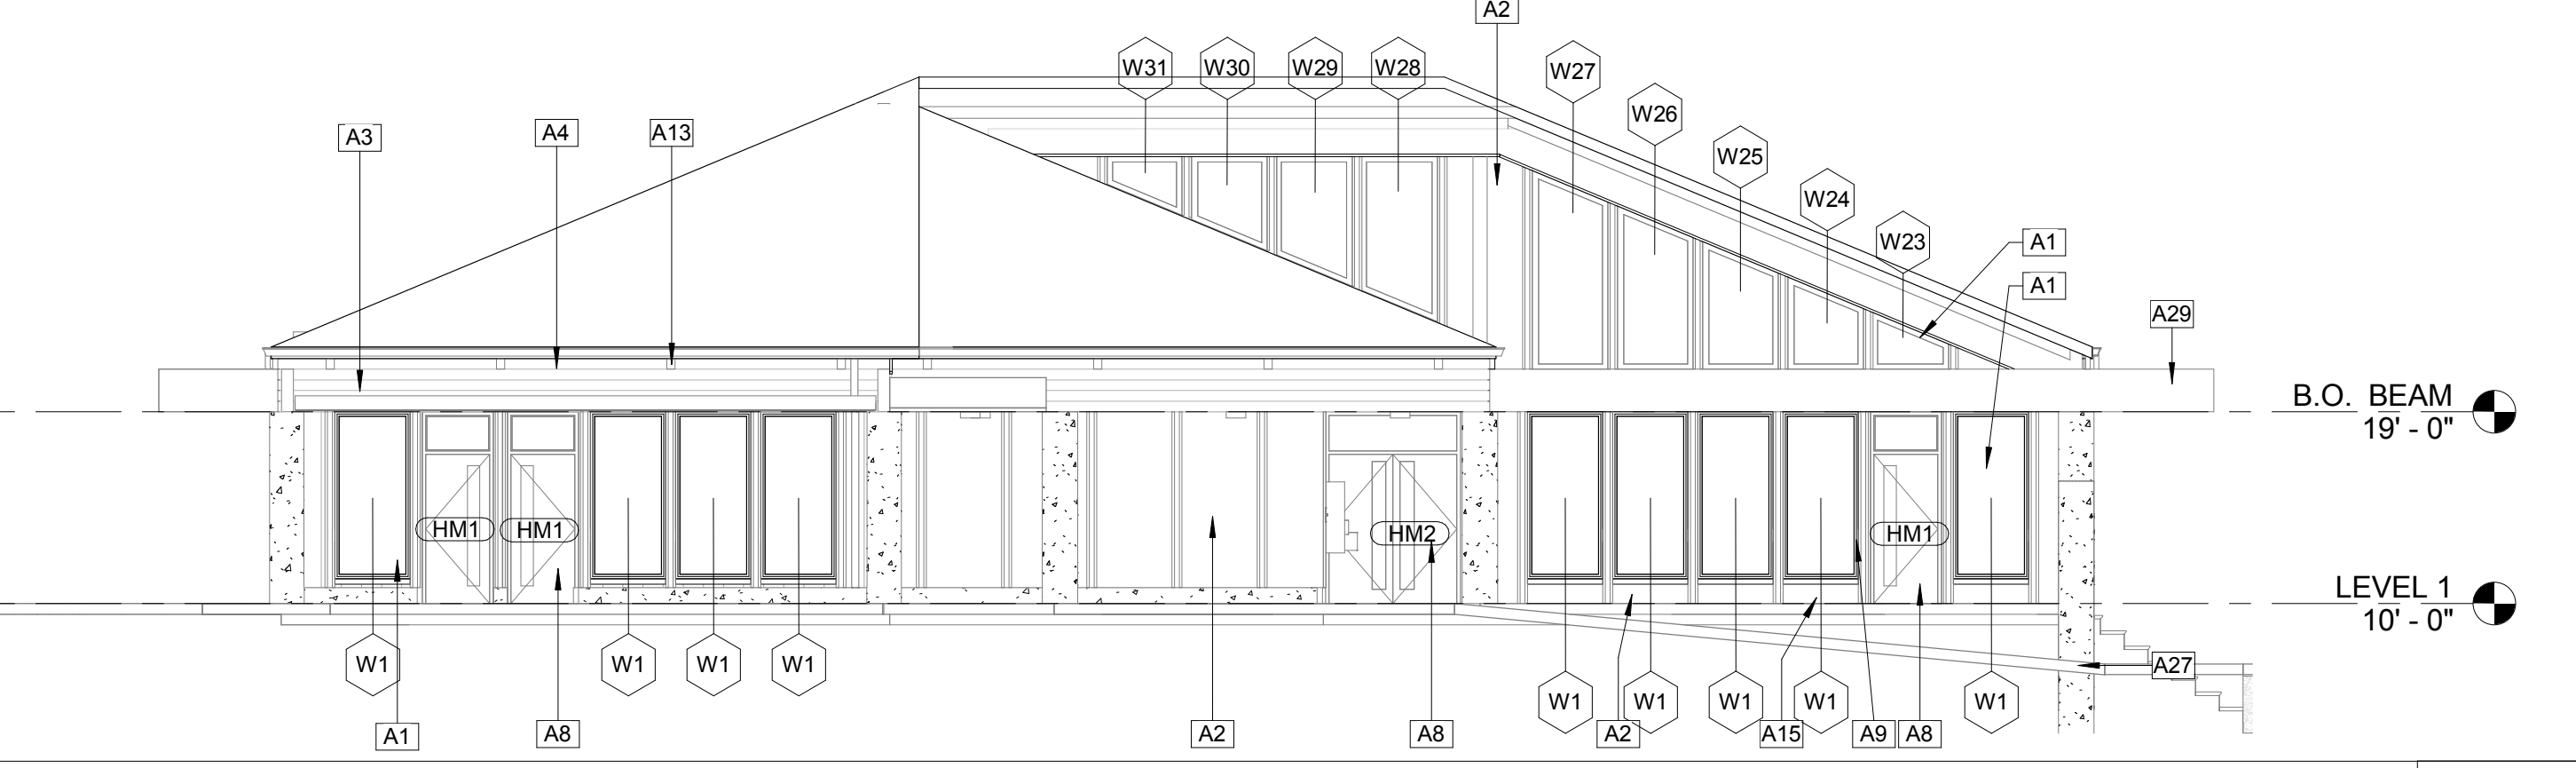 A2
W31
W30
W29
W28
W27
W26
W25
W24
W23
A3
A4
A13
A1
A1
A29
B.O. BEAM
19' - 0"
HM1
HM1
HM2
HM1
LEVEL 1
10' - 0"
W1
W1
W1
W1
A27
W1
W1
W1
W1
W1
A1
A8
A2
A8
A2
A15
A9
A8